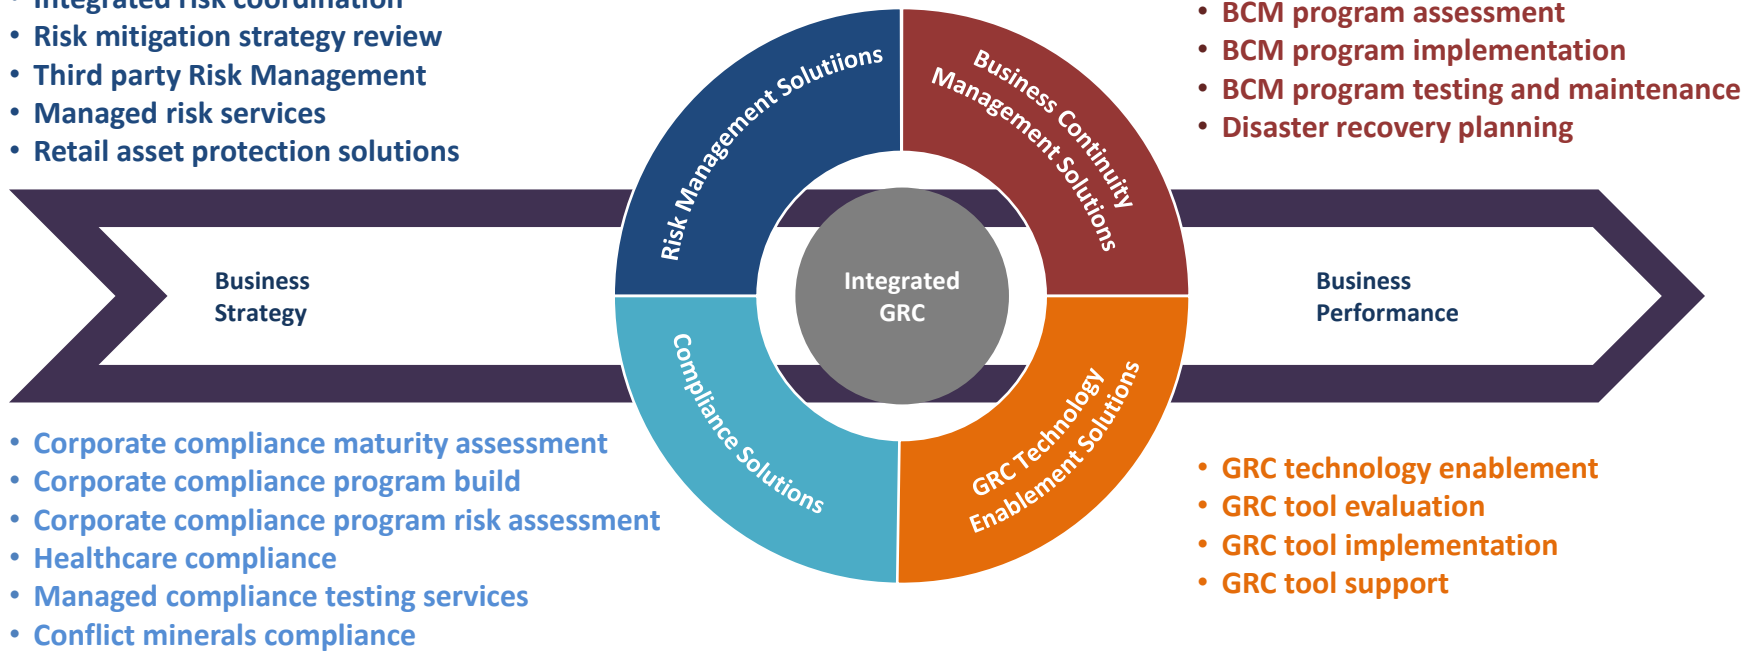 • Integrated risk coordination
• Risk mitigation strategy review
• Third party Risk Management
• Managed risk services
• Retail asset protection solutions
• BCM program assessment
• BCM program implementation
• BCM program testing and maintenance
• Disaster recovery planning
Risk Management Solutiions
Business Continuity
Management Solutions
Business
Strategy
Integrated
GRC
Business
Performance
Compliance Solutions
GRC Technology
Enablement Solutions
• Corporate compliance maturity assessment
• Corporate compliance program build
• Corporate compliance program risk assessment
• Healthcare compliance
• Managed compliance testing services
• Conflict minerals compliance
• GRC technology enablement
• GRC tool evaluation
• GRC tool implementation
• GRC tool support